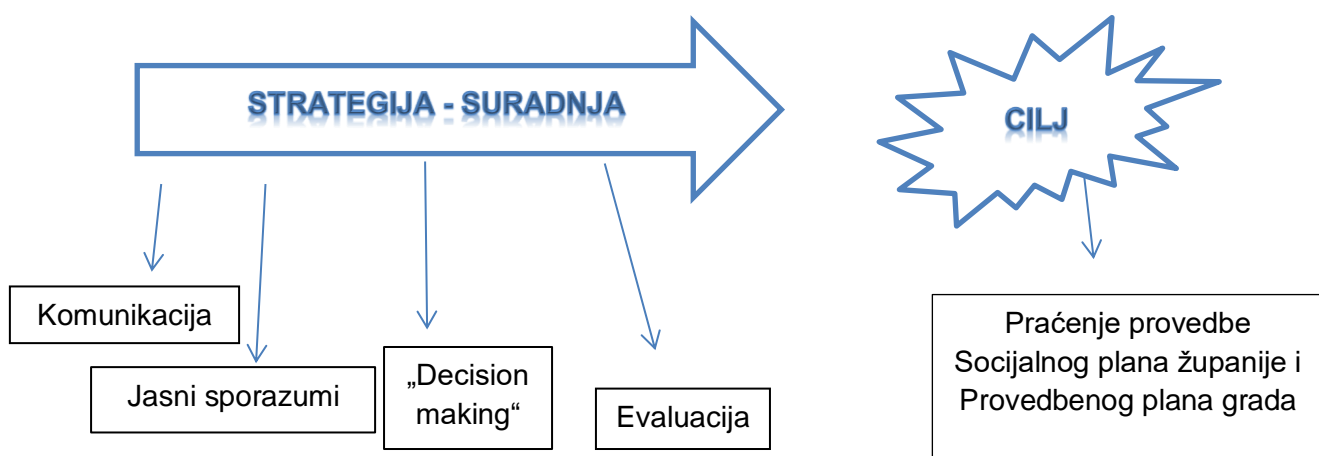 STRATEGIJA - SURADNJA
CILJ
Komunikacija
Jasni sporazumi
„Decision
making“
Evaluacija
Praćenje provedbe
Socijalnog plana županije i
Provedbenog plana grada